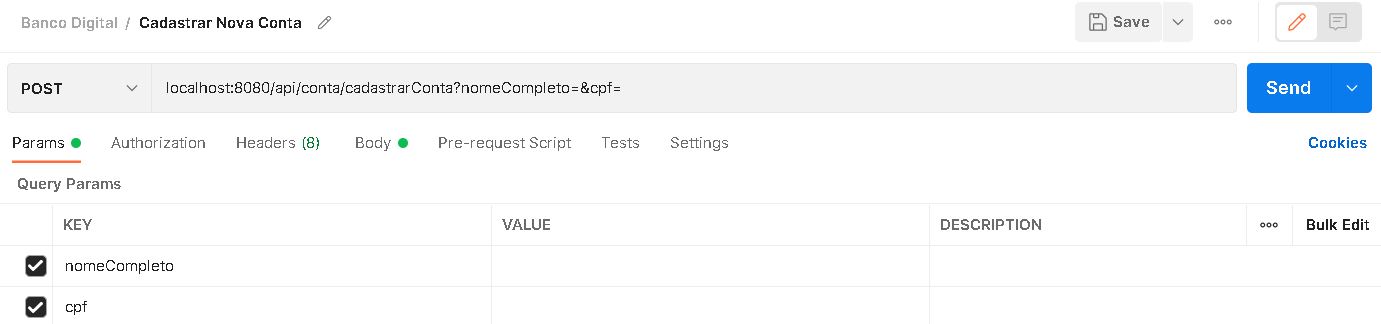 Banco Digital / Cadastrar Nova Conta Save ooo
POST localhost:8080/api/conta/cadastrarConta?nomeCompleto=&cpf= Send
Params Authorization Headers (8) Body Pre-request Script Tests Settings Cookies
Query Params
KEY VALUE DESCRIPTION ooo Bulk Edit
nomeCompleto
cpf